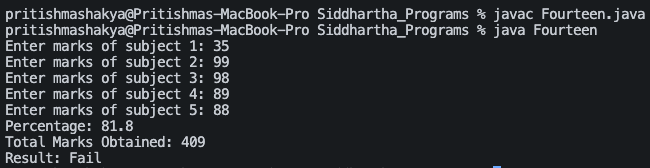 pritishmashakya@Pritishmas-MacBook-Pro Siddhartha_Programs % javac Fourteen.java
pritishmashakya@Pritishmas-MacBook-Pro Siddhartha_Programs % java Fourteen
Enter marks of subject 1: 35
Enter marks of subject 2: 99
Enter marks of subject 3: 98
Enter marks of subject 4: 89
Enter marks of subject 5: 88
Percentage: 81.8
Total Marks Obtained: 409
Result: Fail